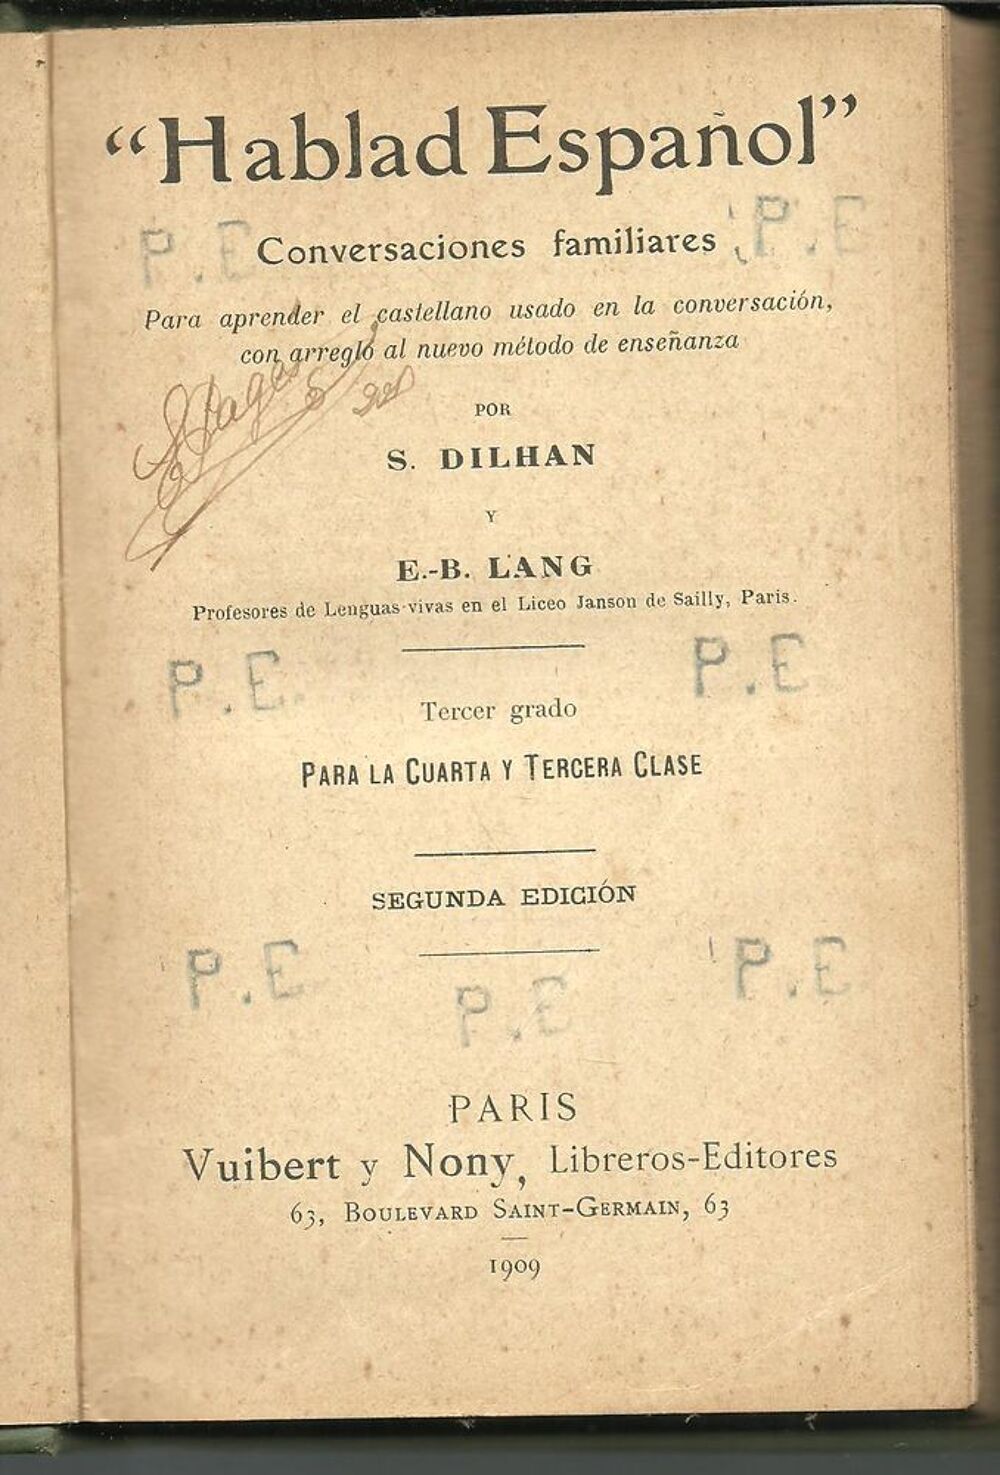 “Hablad Español”
Conversaciones familiares
Para aprender el castellano usado en la conversación,
con arreglo al nuevo método de enseñanza
POR
S. DILHAN
Y
E.-B. LANG
Profesores de Lenguas vivas en el Liceo Janson de Sailly, Paris.
P.E P.E
Tercer grado
PARA LA CUARTA Y TERCERA CLASE
SEGUNDA EDICIÓN
P.E P.E P.E
PARIS
Vuibert y Nony, Libreros-Editores
63, BOULEVARD SAINT-GERMAIN, 63
1909